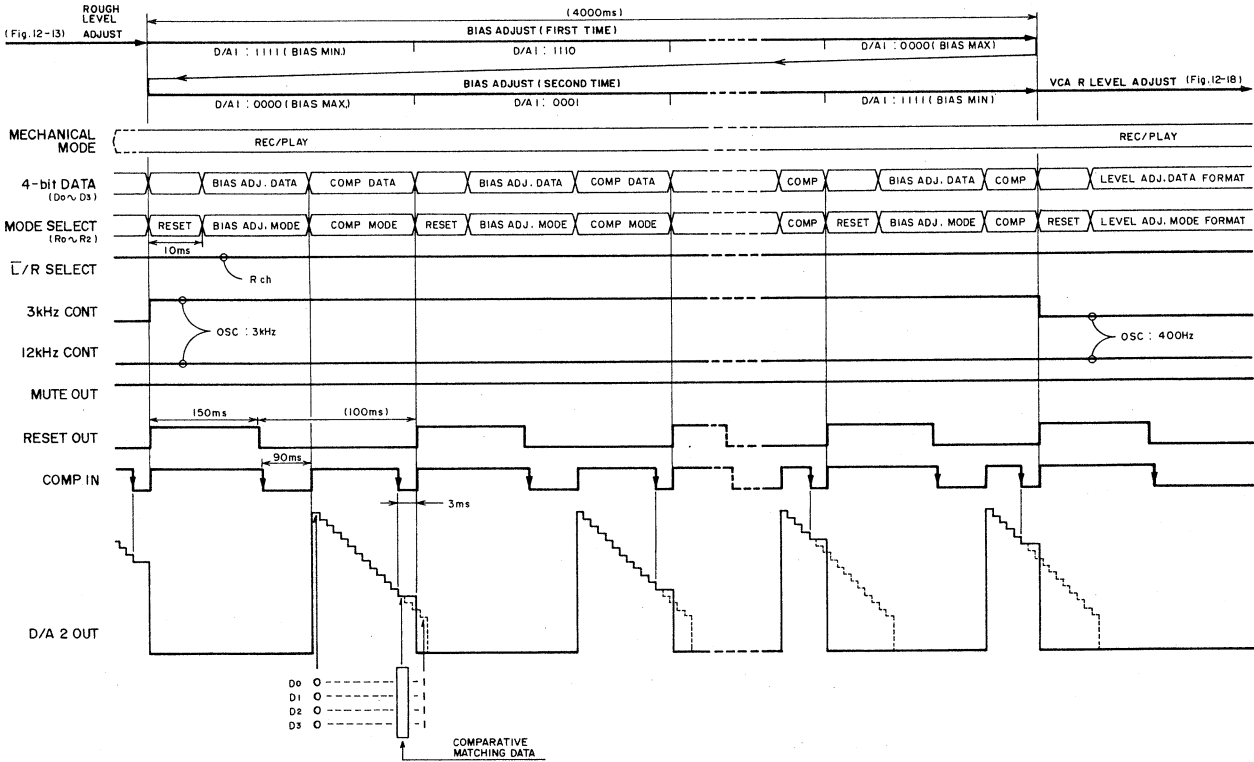 ROUGH
LEVEL
(Fig.12-13) ADJUST
(4000ms)
BIAS ADJUST (FIRST TIME)
D/A1 : 1111 ( BIAS MIN.) D/A1 : 1110 D/A1 : 0000 ( BIAS MAX)
BIAS ADJUST (SECOND TIME) VCA R LEVEL ADJUST (Fig.12-18)
D/A1 : 0000 ( BIAS MAX.) D/A1 : 0001 D/A1 : 1111 ( BIAS MIN)
MECHANICAL
MODE
REC/PLAY REC/PLAY
4-bit DATA
(Do~D3)
BIAS ADJ. DATA COMP DATA BIAS ADJ. DATA COMP DATA COMP BIAS ADJ. DATA COMP LEVEL ADJ. DATA FORMAT
MODE SELECT
(Ro~R2)
RESET BIAS ADJ. MODE COMP MODE RESET BIAS ADJ. MODE COMP MODE COMP RESET BIAS ADJ. MODE COMP RESET LEVEL ADJ. MODE FORMAT
10ms
L̅/R SELECT
R ch
3kHz CONT
OSC : 3kHz OSC : 400Hz
12kHz CONT
MUTE OUT
150ms (100ms)
RESET OUT
90ms
COMP IN
3ms
D/A 2 OUT
D0 O 1
D1 O 1
D2 O 1
D3 O 1
COMPARATIVE
MATCHING DATA